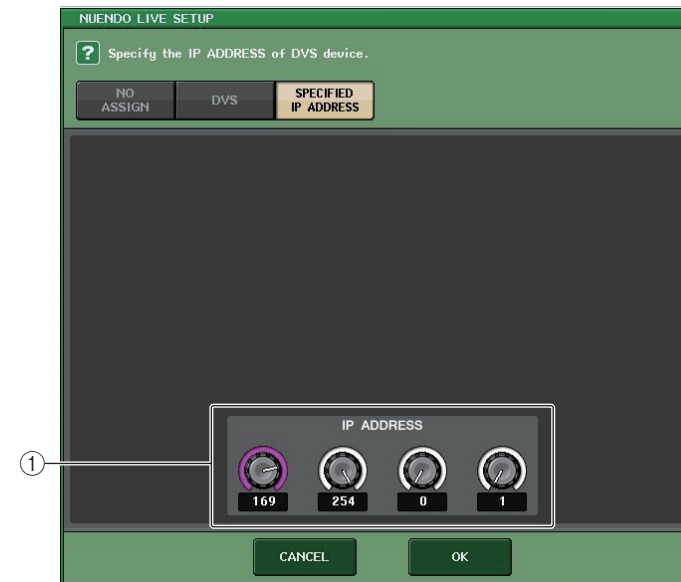 NUENDO LIVE SETUP
? Specify the IP ADDRESS of DVS device.
NO ASSIGN
DVS
SPECIFIED IP ADDRESS
①
IP ADDRESS
169 254 0 1
CANCEL OK